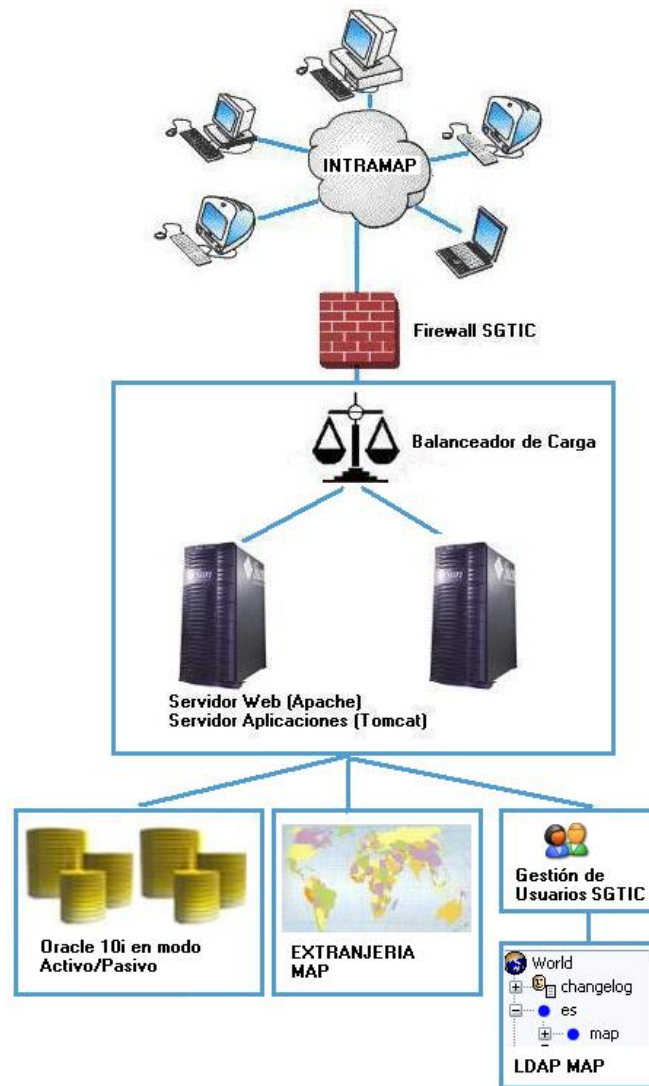 INTRAMAP
Firewall SGTIC
Balanceador de Carga
Servidor Web (Apache)
Servidor Aplicaciones (Tomcat)
Oracle 10i en modo
Activo/Pasivo
EXTRANJERIA
MAP
Gestión de
Usuarios SGTIC
World
changelog
es
map
LDAP MAP